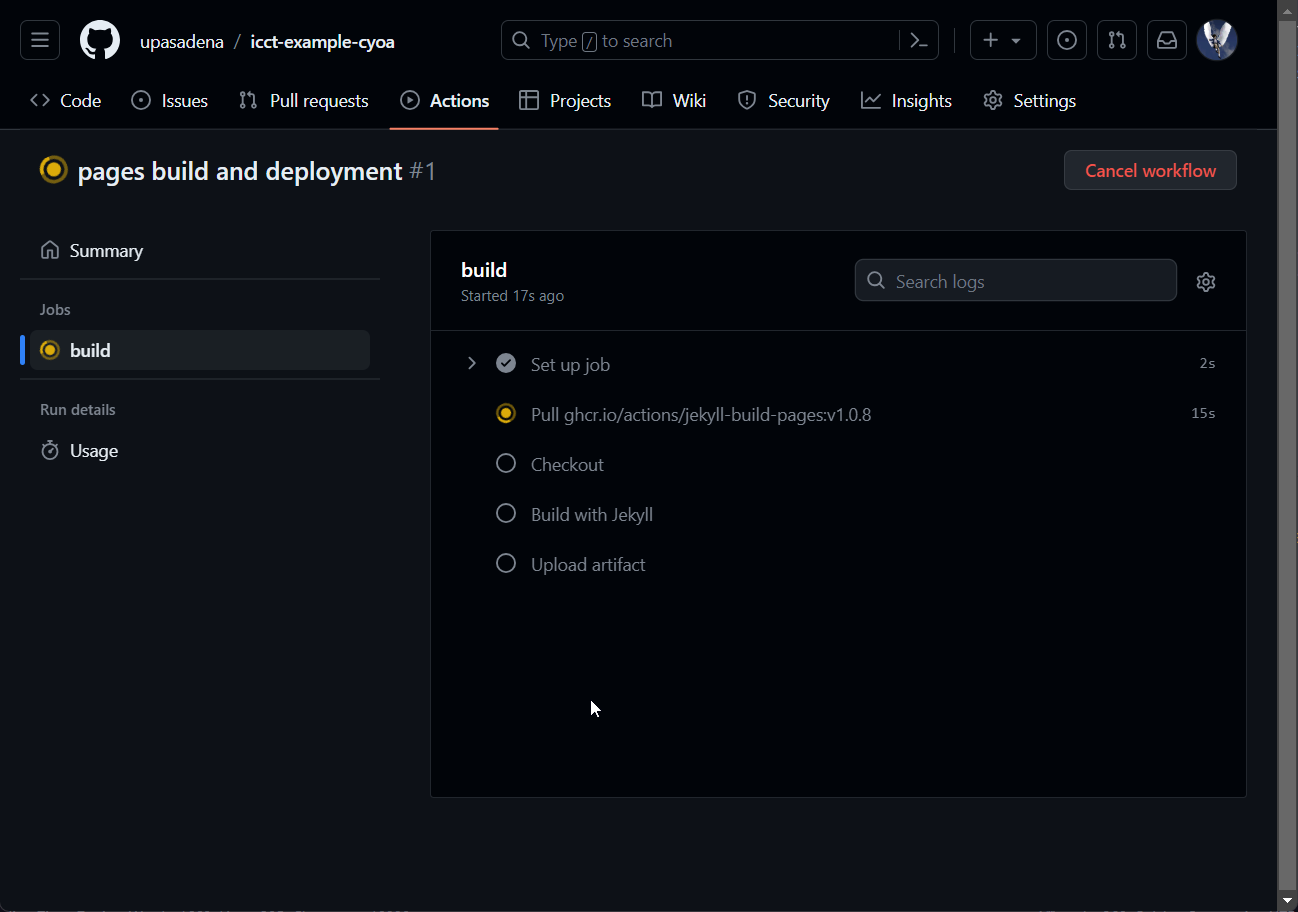 upasadena / icct-example-cyoa
Type / to search
Code Issues Pull requests Actions Projects Wiki Security Insights Settings
pages build and deployment #1
Cancel workflow
Summary
Jobs
build
Run details
Usage
build
Started 17s ago
Search logs
Set up job 2s
Pull ghcr.io/actions/jekyll-build-pages:v1.0.8 15s
Checkout
Build with Jekyll
Upload artifact